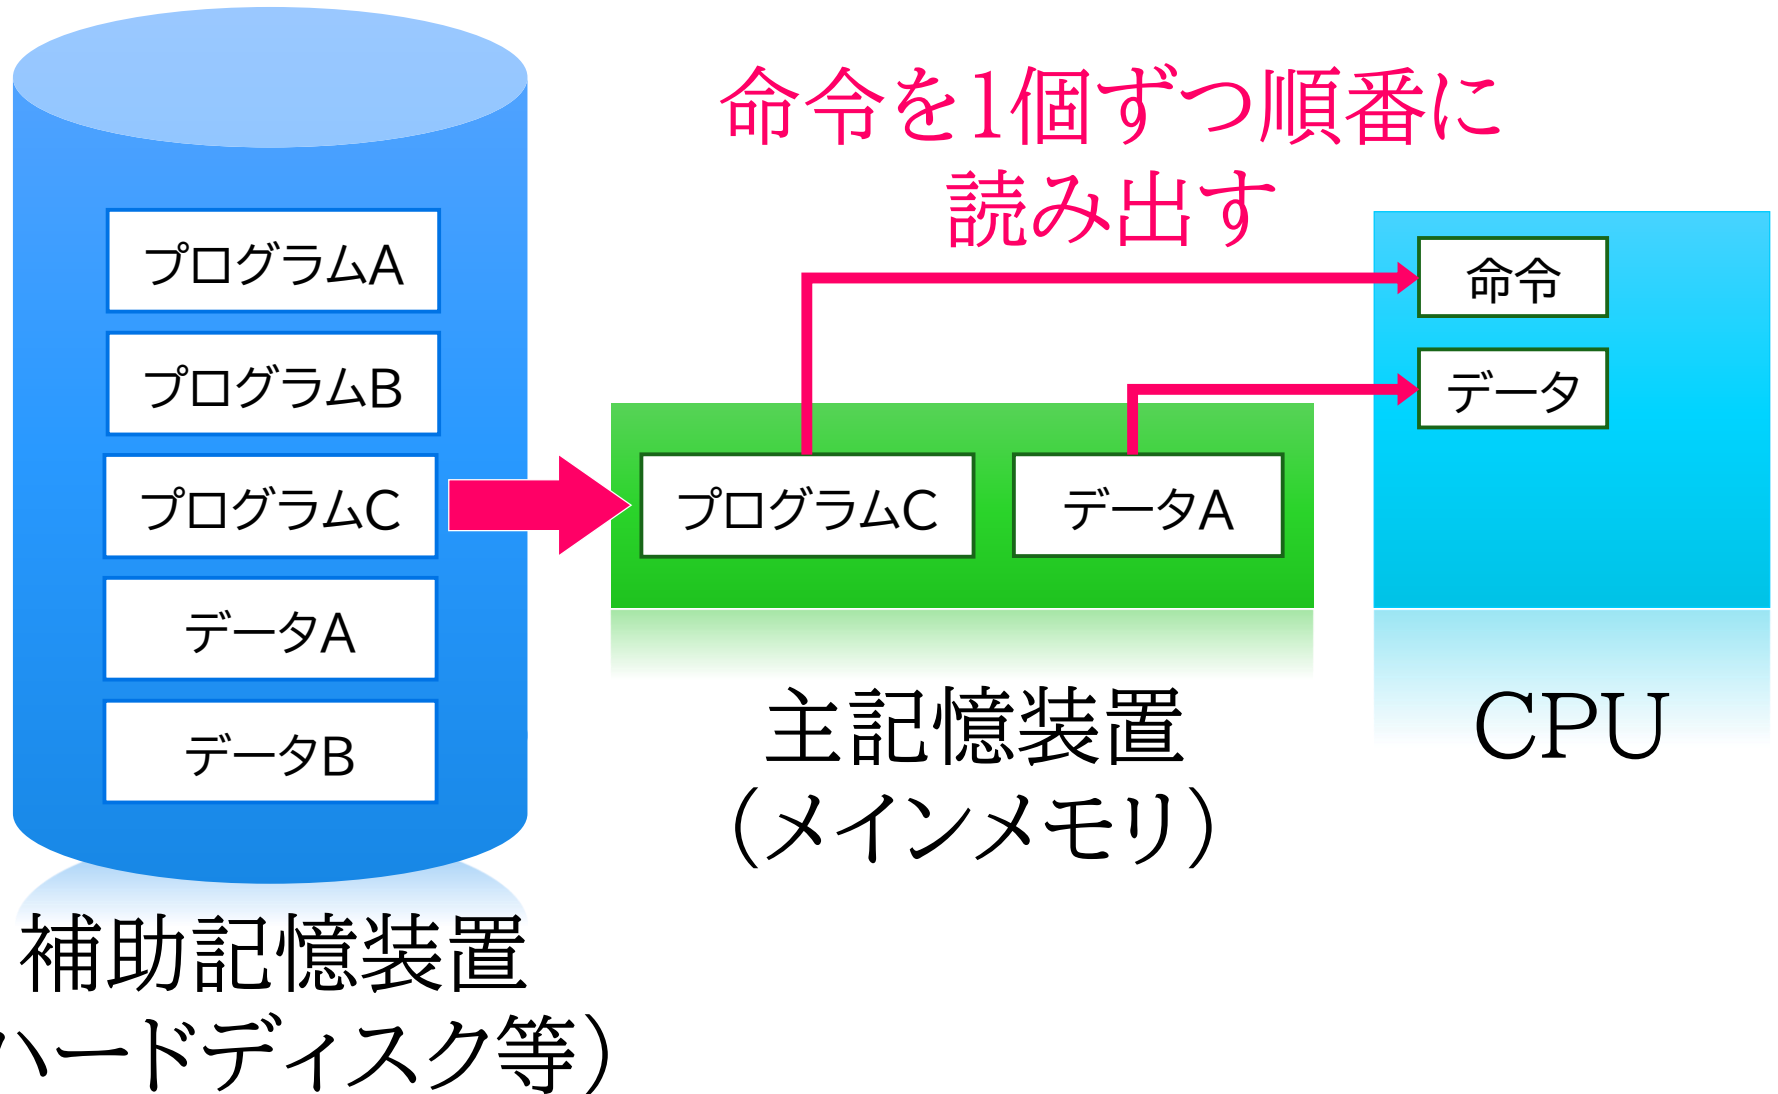 命令を1個ずつ順番に
読み出す
プログラムA
プログラムB
プログラムC
データA
データB
プログラムC
データA
命令
データ
補助記憶装置
ハードディスク等）
主記憶装置
（メインメモリ）
CPU